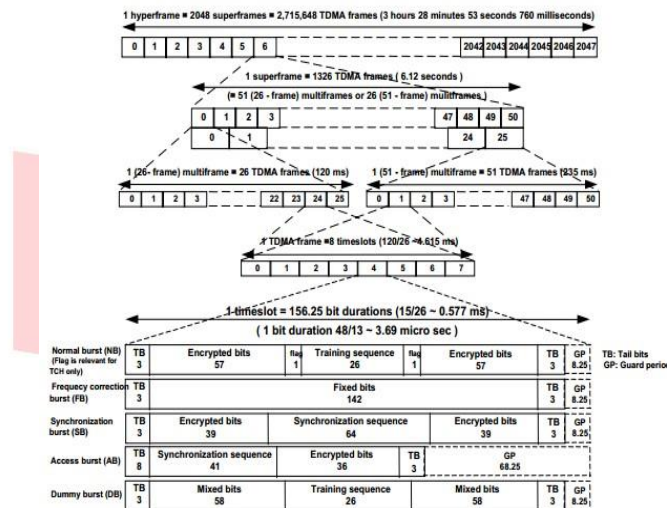 1 hyperframe = 2048 superframes = 2,715,648 TDMA frames (3 hours 28 minutes 53 seconds 760 milliseconds)
0 1 2 3 4 5 6 2042 2043 2044 2045 2046 2047
1 superframe = 1326 TDMA frames ( 6.12 seconds )
(= 51 (26 - frame) multiframes or 26 (51 - frame) multiframes )
0 1 2 3 47 48 49 50
0 1 24 25
1 (26- frame) multiframe = 26 TDMA frames (120 ms) 1 (51 - frame) multiframe = 51 TDMA frames (235 ms)
0 1 2 3 22 23 24 25 0 1 2 3 47 48 49 50
1 TDMA frame =8 timeslots (120/26 ~4.615 ms)
0 1 2 3 4 5 6 7
1-timeslot = 156.25 bit durations (15/26 ~ 0.577 ms)
( 1 bit duration 48/13 ~ 3.69 micro sec )
Normal burst (NB)
(Flag is relevant for
TCH only)
TB Encrypted bits flag Training sequence flag Encrypted bits TB GP
3 57 1 26 1 57 3 8.25
TB: Tail bits
GP: Guard period
Frequecy correction
burst (FB)
TB Fixed bits TB GP
3 142 3 8.25
Synchronization
burst (SB)
TB Encrypted bits Synchronization sequence Encrypted bits TB GP
3 39 64 39 3 8.25
Access burst (AB)
TB Synchronization sequence Encrypted bits TB GP
8 41 36 3 68.25
Dummy burst (DB)
TB Mixed bits Training sequence Mixed bits TB GP
3 58 26 58 3 8.25